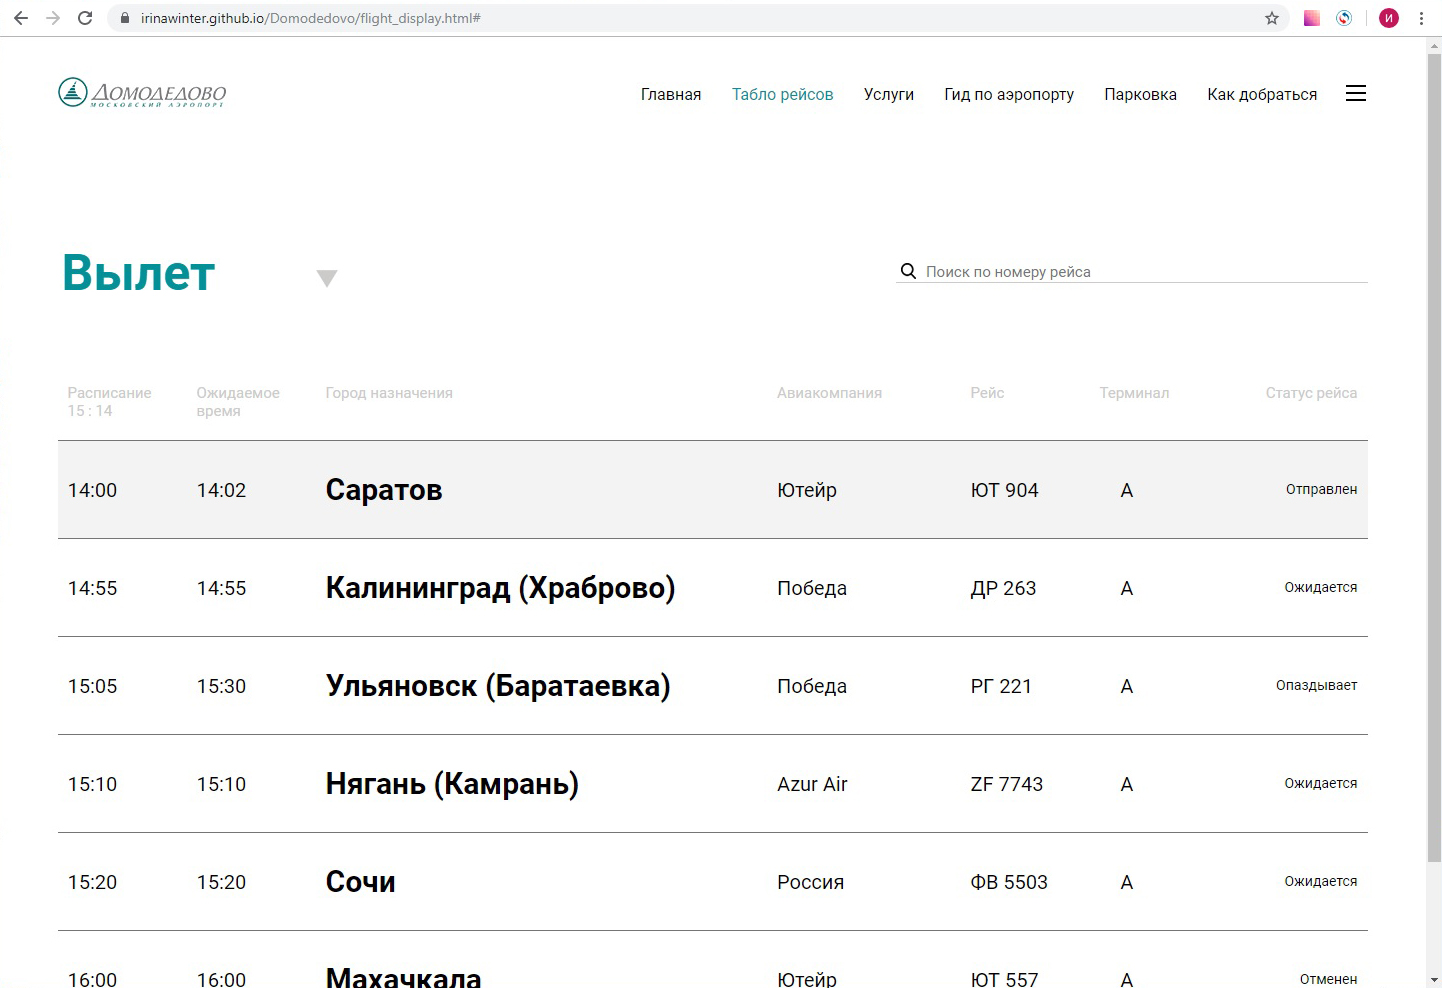 irinawinter.github.io/Domodedovo/flight_display.html#
И
ДОМОДЕДОВО
МОСКОВСКИЙ АЭРОПОРТ
Главная Табло рейсов Услуги Гид по аэропорту Парковка Как добраться
Вылет
Поиск по номеру рейса
Расписание Ожидаемое Город назначения Авиакомпания Рейс Терминал Статус рейса
15 : 14 время
14:00 14:02 Саратов Ютейр ЮТ 904 А Отправлен
14:55 14:55 Калининград (Храброво) Победа ДР 263 А Ожидается
15:05 15:30 Ульяновск (Баратаевка) Победа РГ 221 А Опаздывает
15:10 15:10 Нягань (Камрань) Azur Air ZF 7743 А Ожидается
15:20 15:20 Сочи Россия ФВ 5503 А Ожидается
16:00 16:00 Махачкала Ютейр ЮТ 557 А Отменен